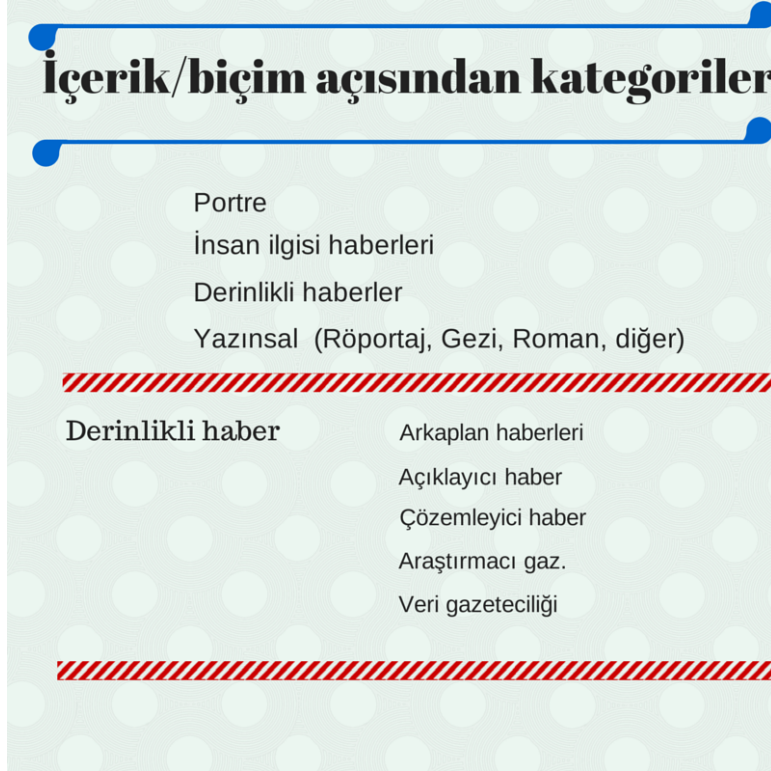 İçerik/biçim açısından kategoriler
Portre
İnsan ilgisi haberleri
Derinlikli haberler
Yazınsal (Röportaj, Gezi, Roman, diğer)
Derinlikli haber
Arkaplan haberleri
Açıklayıcı haber
Çözemleyici haber
Araştırmacı gaz.
Veri gazeteciliği